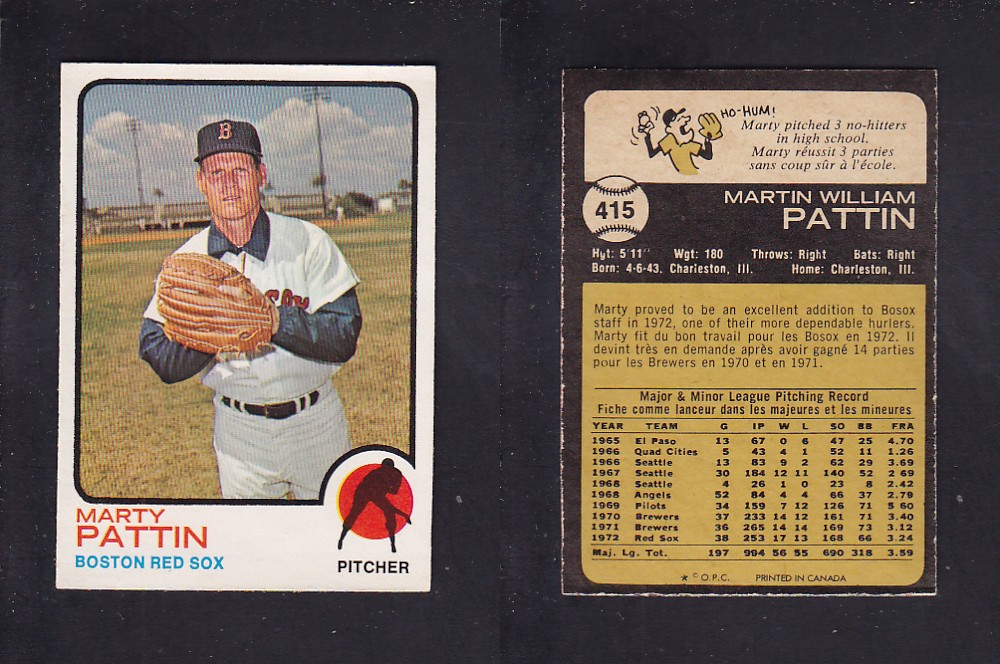 B
SOX
MARTY
PATTIN
BOSTON RED SOX
PITCHER
HO-HUM!
Marty pitched 3 no-hitters
in high school.
Marty réussit 3 parties
sans coup sûr à l'école.
415
MARTIN WILLIAM
PATTIN
Hgt: 5'11" Wgt: 180 Throws: Right Bats: Right
Born: 4-6-43. Charleston, Ill. Home: Charleston, Ill.
Marty proved to be an excellent addition to Bosox
staff in 1972, one of their more dependable hurlers.
Marty fit du bon travail pour les Bosox en 1972. Il
devint très en demande après avoir gagné 14 parties
pour les Brewers en 1970 et en 1971.
Major & Minor League Pitching Record
Fiche comme lanceur dans les majeures et les mineures
YEAR TEAM G IP W L SO BB ERA
1965 El Paso 13 67 0 6 47 25 4.70
1966 Quad Cities 5 43 4 1 52 11 1.26
1966 Seattle 13 83 9 2 62 29 3.69
1967 Seattle 30 184 12 11 140 52 2.69
1968 Seattle 4 26 1 0 23 8 2.42
1968 Angels 52 84 4 4 66 37 2.79
1969 Pilots 34 159 7 12 126 71 5.60
1970 Brewers 37 233 14 12 161 71 3.40
1971 Brewers 36 265 14 14 169 73 3.12
1972 Red Sox 38 253 17 13 168 66 3.24
Maj. Lg. Tot. 197 994 56 55 690 318 3.59
* © O.P.C. PRINTED IN CANADA